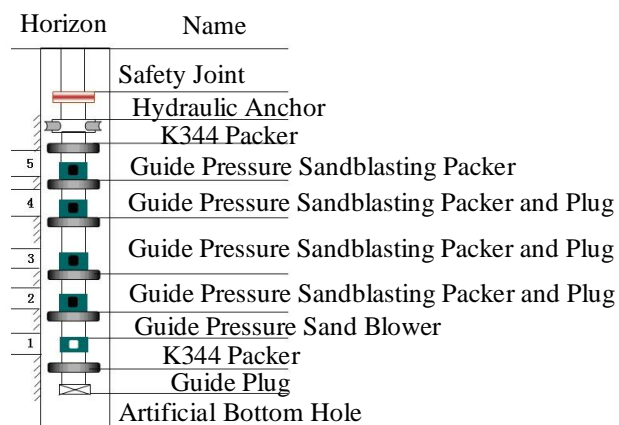 Horizon Name
Safety Joint
Hydraulic Anchor
K344 Packer
5 Guide Pressure Sandblasting Packer
4 Guide Pressure Sandblasting Packer and Plug
3 Guide Pressure Sandblasting Packer and Plug
2 Guide Pressure Sandblasting Packer and Plug
1 Guide Pressure Sand Blower
K344 Packer
Guide Plug
Artificial Bottom Hole